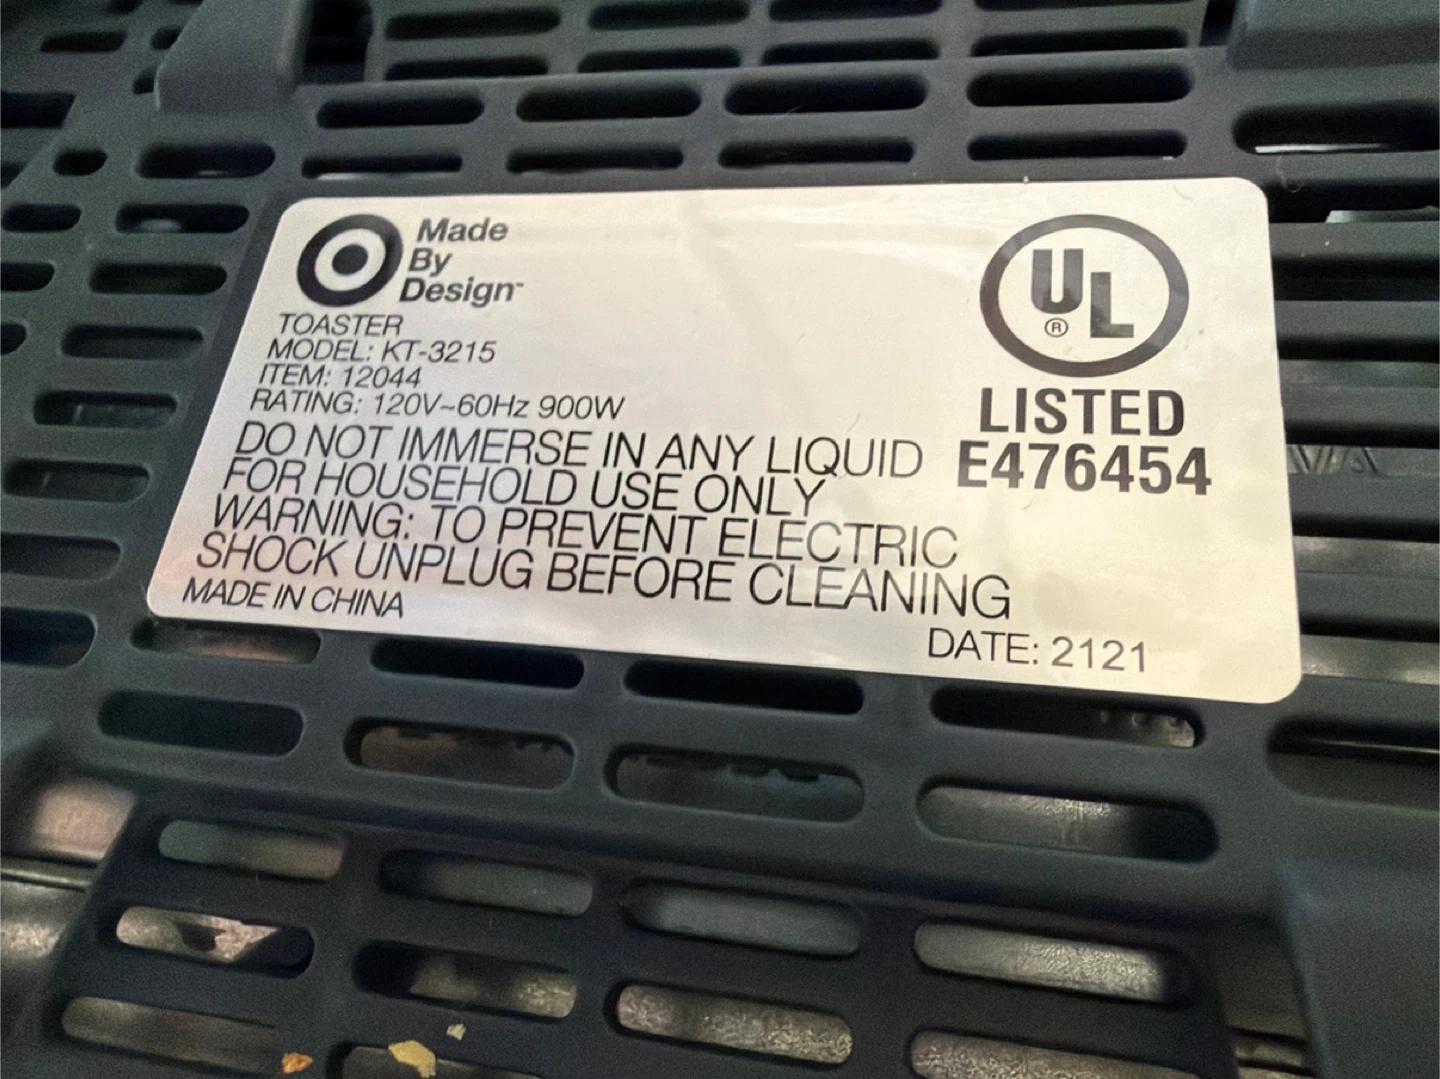 Made
By
Design™
TOASTER
MODEL: KT-3215
ITEM: 12044
RATING: 120V~60Hz 900W
DO NOT IMMERSE IN ANY LIQUID
FOR HOUSEHOLD USE ONLY
WARNING: TO PREVENT ELECTRIC
SHOCK UNPLUG BEFORE CLEANING
MADE IN CHINA
UL
®
LISTED
E476454
DATE: 2121